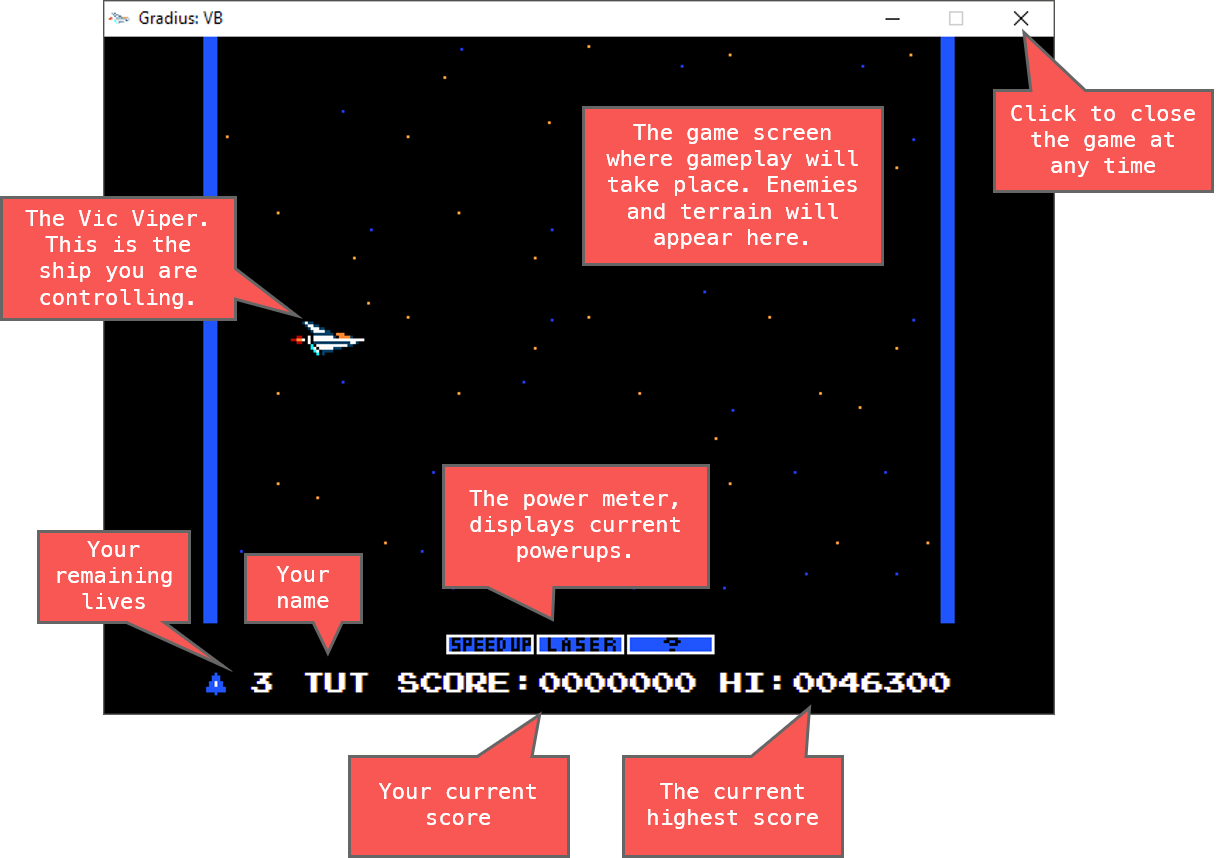 Gradius: VB
Click to close
the game at
any time
The game screen
where gameplay will
take place. Enemies
and terrain will
appear here.
The Vic Viper.
This is the
ship you are
controlling.
The power meter,
displays current
powerups.
Your
remaining
lives
Your
name
SPEEDUP LASER ?
3 TUT SCORE:0000000 HI:0046300
Your current
score
The current
highest score